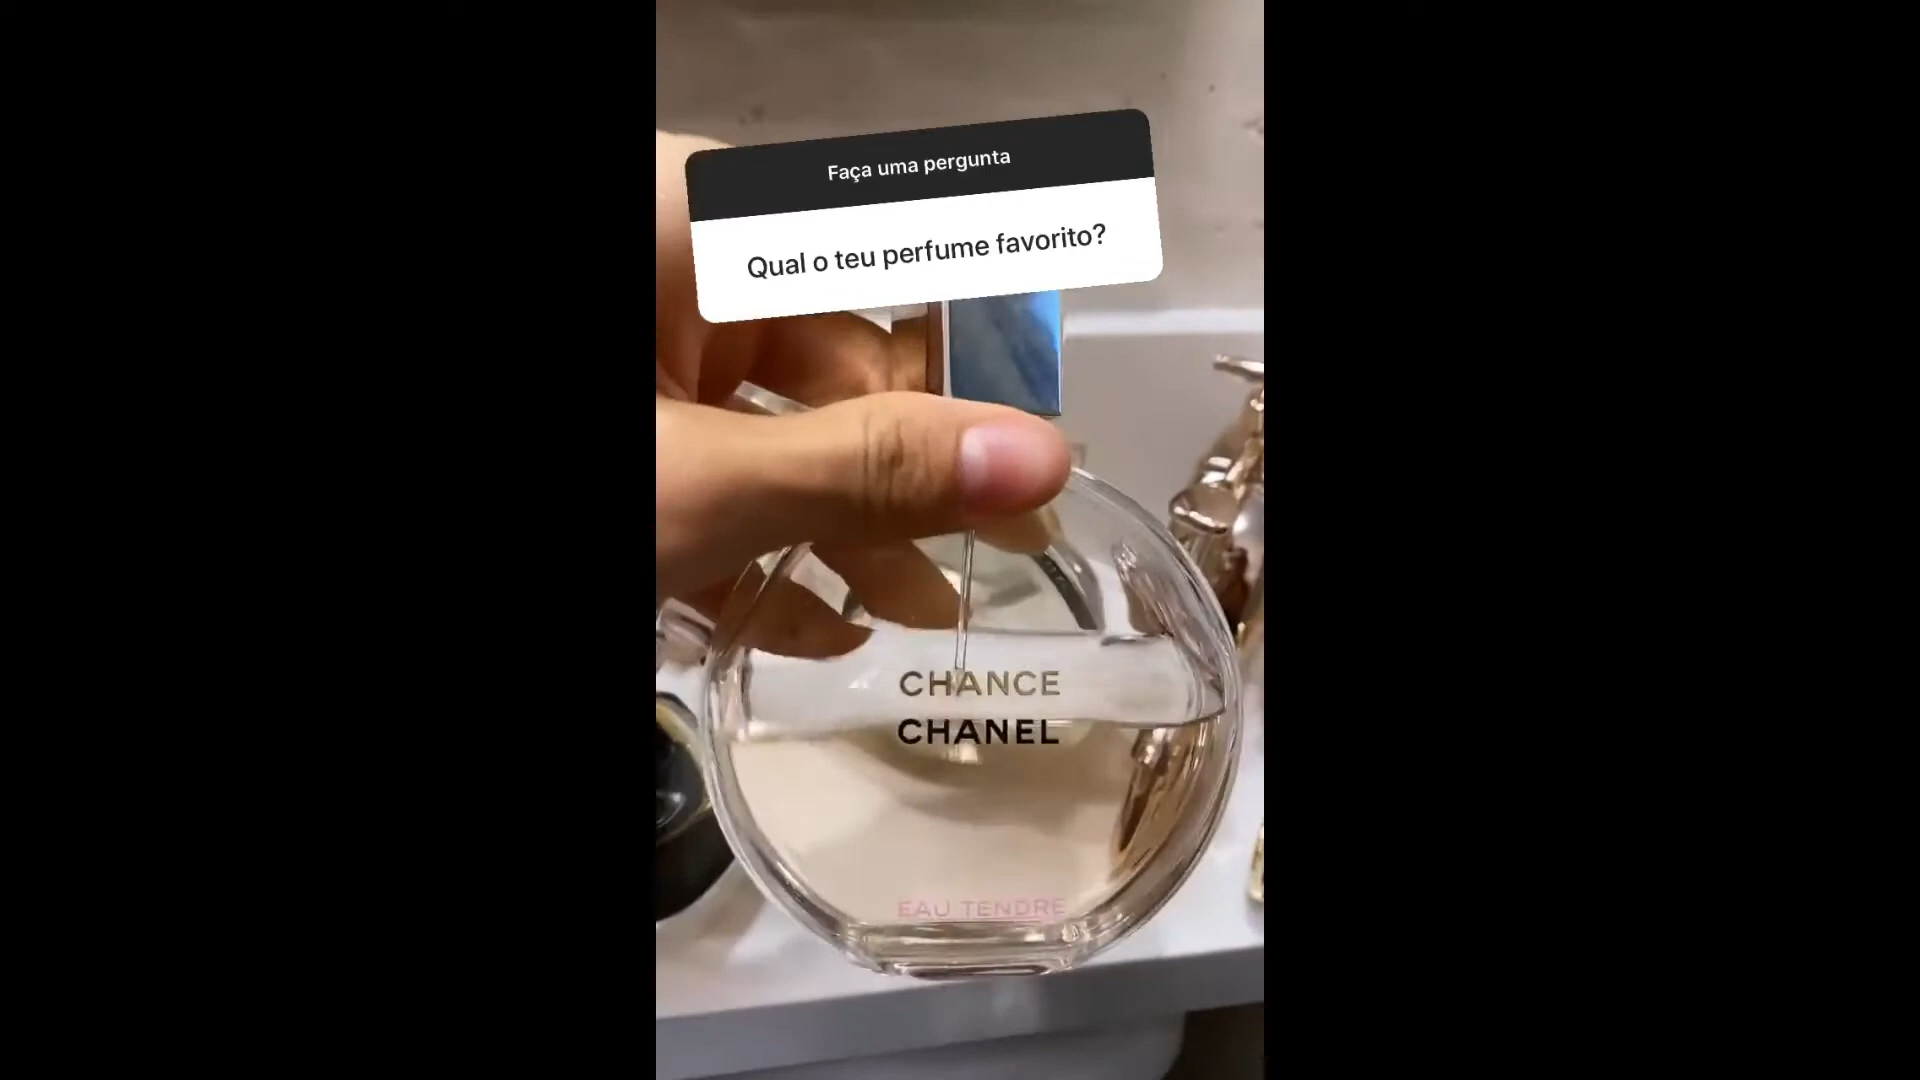 Faça uma pergunta
Qual o teu perfume favorito?
CHANCE
CHANEL
EAU TENDRE